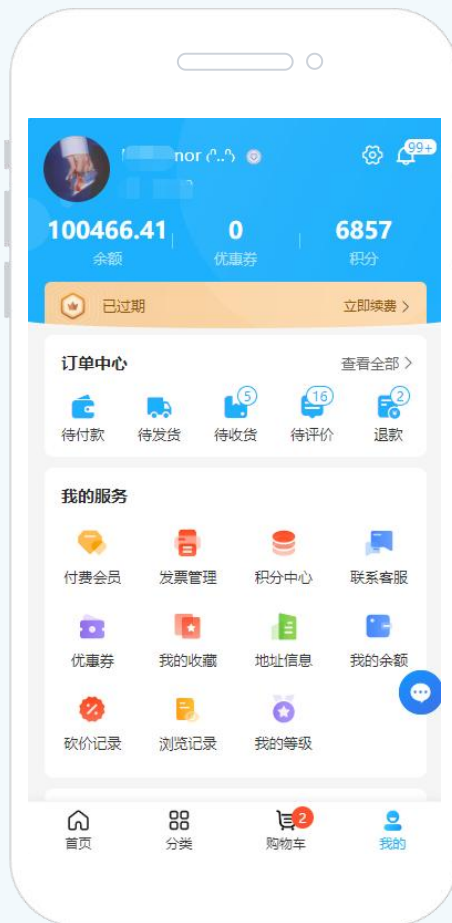 nor
99+
100466.41 0 6857
余额 优惠券 积分
已过期 立即续费
订单中心 查看全部
5 16 2
待付款 待发货 待收货 待评价 退款
我的服务
付费会员 发票管理 积分中心 联系客服
优惠券 我的收藏 地址信息 我的余额
砍价记录 浏览记录 我的等级
2
首页 分类 购物车 我的